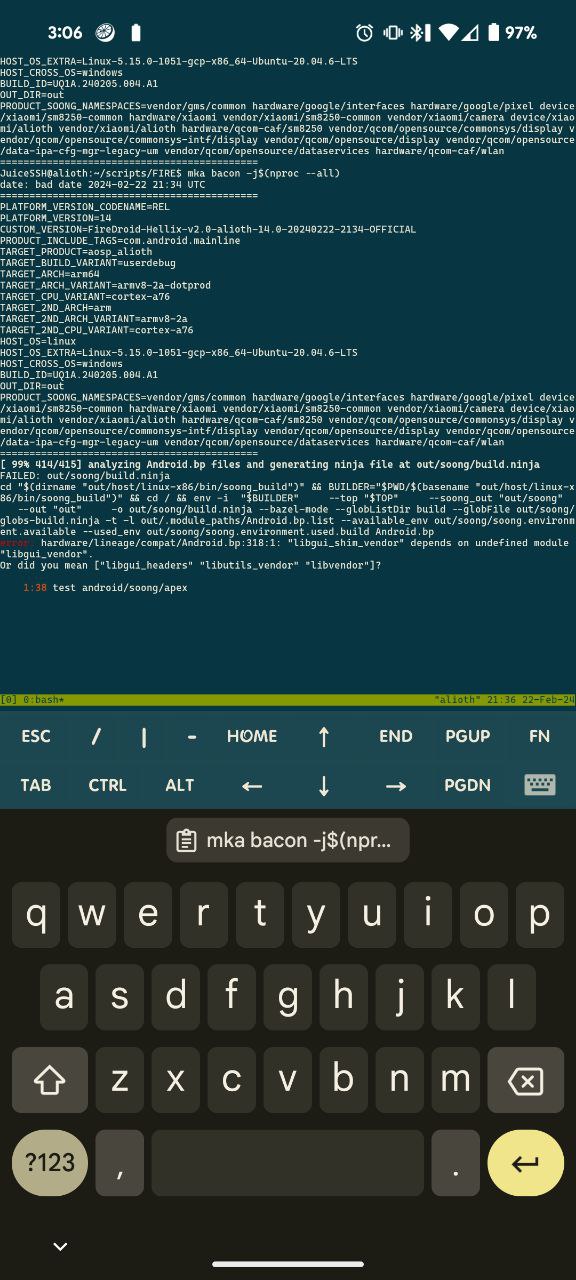 3:06 97%
HOST_OS_EXTRA=Linux-5.15.0-1051-gcp-x86_64-Ubuntu-20.04.6-LTS
HOST_CROSS_OS=windows
BUILD_ID=UQ1A.240205.004.A1
OUT_DIR=out
PRODUCT_SOONG_NAMESPACES=vendor/gms/common hardware/google/interfaces hardware/google/pixel device
/xiaomi/sm8250-common hardware/xiaomi vendor/xiaomi/sm8250-common vendor/xiaomi/camera device/xiao
mi/alioth vendor/xiaomi/alioth hardware/qcom-caf/sm8250 vendor/qcom/opensource/commonsys/display v
endor/qcom/opensource/commonsys-intf/display vendor/qcom/opensource/display vendor/qcom/opensource
/data-ipa-cfg-mgr-legacy-um vendor/qcom/opensource/dataservices hardware/qcom-caf/wlan
============================================
JuiceSSH@alioth:~/scripts/FIRE$ mka bacon -j$(nproc --all)
date: bad date 2024-02-22 21:34 UTC
============================================
PLATFORM_VERSION_CODENAME=REL
PLATFORM_VERSION=14
CUSTOM_VERSION=FireDroid-Hellix-v2.0-alioth-14.0-20240222-2134-OFFICIAL
PRODUCT_INCLUDE_TAGS=com.android.mainline
TARGET_PRODUCT=aosp_alioth
TARGET_BUILD_VARIANT=userdebug
TARGET_ARCH=arm64
TARGET_ARCH_VARIANT=armv8-2a-dotprod
TARGET_CPU_VARIANT=cortex-a76
TARGET_2ND_ARCH=arm
TARGET_2ND_ARCH_VARIANT=armv8-2a
TARGET_2ND_CPU_VARIANT=cortex-a76
HOST_OS=linux
HOST_OS_EXTRA=Linux-5.15.0-1051-gcp-x86_64-Ubuntu-20.04.6-LTS
HOST_CROSS_OS=windows
BUILD_ID=UQ1A.240205.004.A1
OUT_DIR=out
PRODUCT_SOONG_NAMESPACES=vendor/gms/common hardware/google/interfaces hardware/google/pixel device
/xiaomi/sm8250-common hardware/xiaomi vendor/xiaomi/sm8250-common vendor/xiaomi/camera device/xiao
mi/alioth vendor/xiaomi/alioth hardware/qcom-caf/sm8250 vendor/qcom/opensource/commonsys/display v
endor/qcom/opensource/commonsys-intf/display vendor/qcom/opensource/display vendor/qcom/opensource
/data-ipa-cfg-mgr-legacy-um vendor/qcom/opensource/dataservices hardware/qcom-caf/wlan
============================================
[ 99% 414/415] analyzing Android.bp files and generating ninja file at out/soong/build.ninja
FAILED: out/soong/build.ninja
cd "$(dirname "out/host/linux-x86/bin/soong_build")" && BUILDER="$PWD/$(basename "out/host/linux-x
86/bin/soong_build")" && cd / && env -i "$BUILDER" --top "$TOP" --soong_out "out/soong"
--out "out" -o out/soong/build.ninja --bazel-mode --globListDir build --globFile out/soong/
globs-build.ninja -t -l out/.module_paths/Android.bp.list --available_env out/soong/soong.environm
ent.available --used_env out/soong/soong.environment.used.build Android.bp
error: hardware/lineage/compat/Android.bp:318:1: "libgui_shim_vendor" depends on undefined module
"libgui_vendor".
Or did you mean ["libgui_headers" "libutils_vendor" "libvendor"]?
1:38 test android/soong/apex
[0] 0:bash* "alioth" 21:36 22-Feb-24
ESC / | - HOME ↑ END PGUP FN
TAB CTRL ALT ← ↓ → PGDN
mka bacon -j$(npr...
q w e r t y u i o p
a s d f g h j k l
z x c v b n m
?123 , .